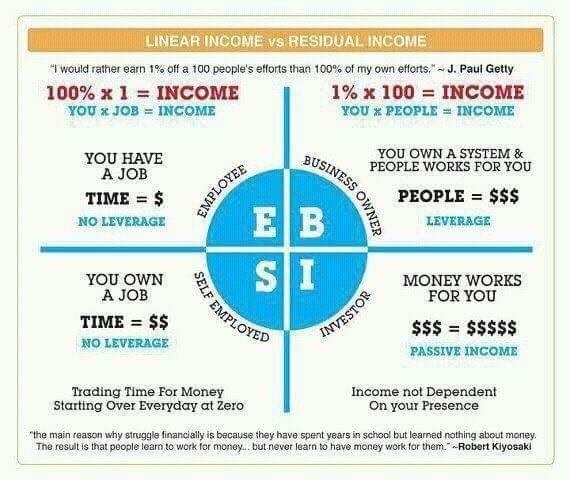 LINEAR INCOME vs RESIDUAL INCOME
"I would rather earn 1% off a 100 people's efforts than 100% of my own efforts." ~ J. Paul Getty
100% x 1 = INCOME
YOU x JOB = INCOME
1% x 100 = INCOME
YOU x PEOPLE = INCOME
YOU HAVE
A JOB
TIME = $
NO LEVERAGE
EMPLOYEE
BUSINESS OWNER
YOU OWN A SYSTEM &
PEOPLE WORKS FOR YOU
PEOPLE = $$$
LEVERAGE
E B
S I
YOU OWN
A JOB
TIME = $$
NO LEVERAGE
SELF EMPLOYED
INVESTOR
MONEY WORKS
FOR YOU
$$$ = $$$$$
PASSIVE INCOME
Trading Time For Money
Starting Over Everyday at Zero
Income not Dependent
On your Presence
"the main reason why struggle financially is because they have spent years in school but learned nothing about money.
The result is that people learn to work for money... but never learn to have money work for them." ~Robert Kiyosaki